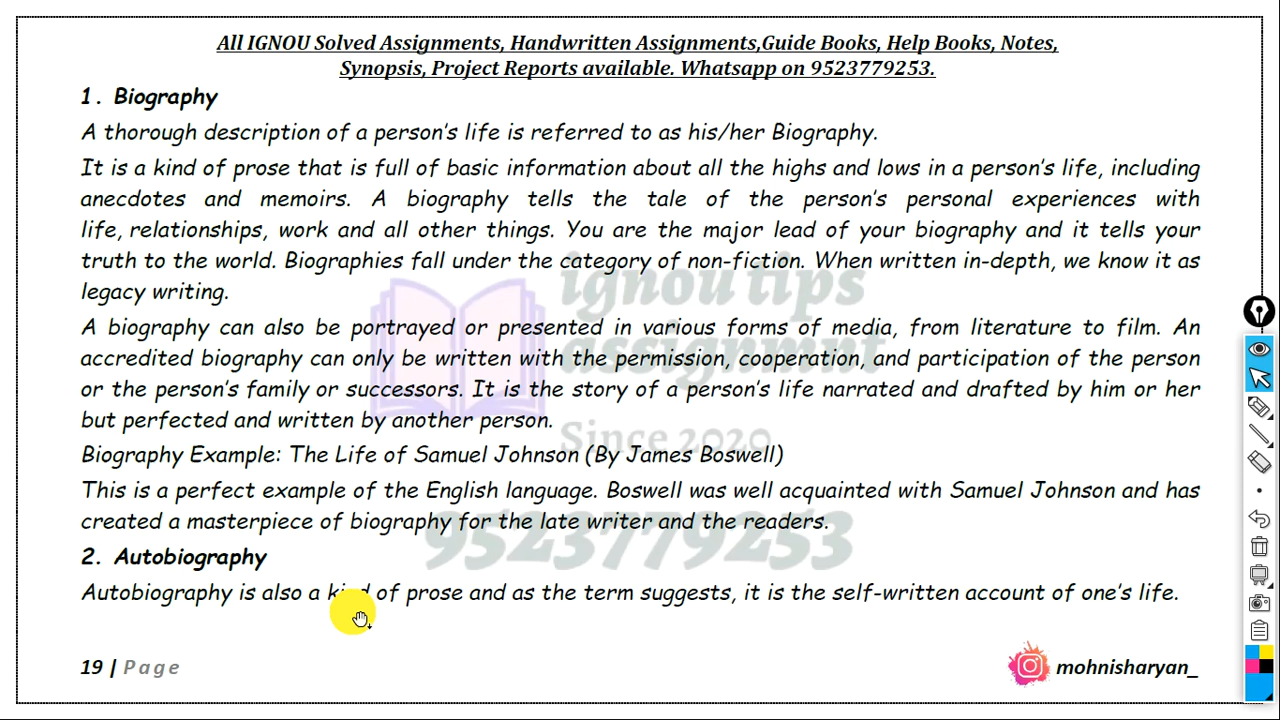 All IGNOU Solved Assignments, Handwritten Assignments,Guide Books, Help Books, Notes,
Synopsis, Project Reports available. Whatsapp on 9523779253.
1. Biography
A thorough description of a person's life is referred to as his/her Biography.
It is a kind of prose that is full of basic information about all the highs and lows in a person's life, including
anecdotes and memoirs. A biography tells the tale of the person's personal experiences with
life, relationships, work and all other things. You are the major lead of your biography and it tells your
truth to the world. Biographies fall under the category of non-fiction. When written in-depth, we know it as
legacy writing.
A biography can also be portrayed or presented in various forms of media, from literature to film. An
accredited biography can only be written with the permission, cooperation, and participation of the person
or the person's family or successors. It is the story of a person's life narrated and drafted by him or her
but perfected and written by another person.
Biography Example: The Life of Samuel Johnson (By James Boswell)
This is a perfect example of the English language. Boswell was well acquainted with Samuel Johnson and has
created a masterpiece of biography for the late writer and the readers.
2. Autobiography
Autobiography is also a kind of prose and as the term suggests, it is the self-written account of one's life.
ignou tips
assignmnt
Since 2020
9523779253
19 | Page
mohnisharyan_